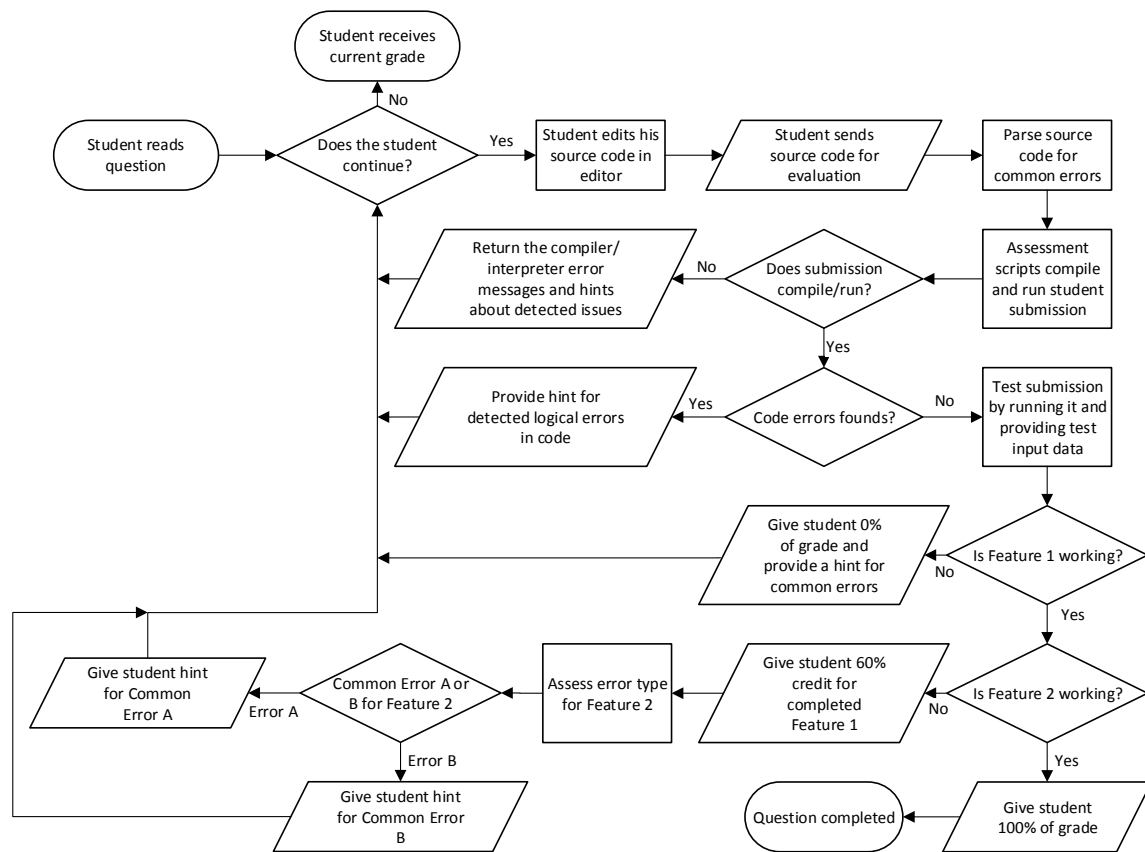 Student receives
current grade
No
Student reads
question
Does the student
continue?
Yes
Student edits his
source code in
editor
Student sends
source code for
evaluation
Parse source
code for
common errors
Return the compiler/
interpreter error
messages and hints
about detected issues
No
Does submission
compile/run?
Assessment
scripts compile
and run student
submission
Yes
Provide hint for
detected logical errors
in code
Yes
Code errors founds?
No
Test submission
by running it and
providing test
input data
Give student 0%
of grade and
provide a hint for
common errors
No
Is Feature 1 working?
Yes
Give student hint
for Common
Error A
Error A
Common Error A or
B for Feature 2
Assess error type
for Feature 2
Give student 60%
credit for
completed
Feature 1
No
Is Feature 2 working?
Error B
Yes
Give student hint
for Common Error
B
Question completed
Give student
100% of grade